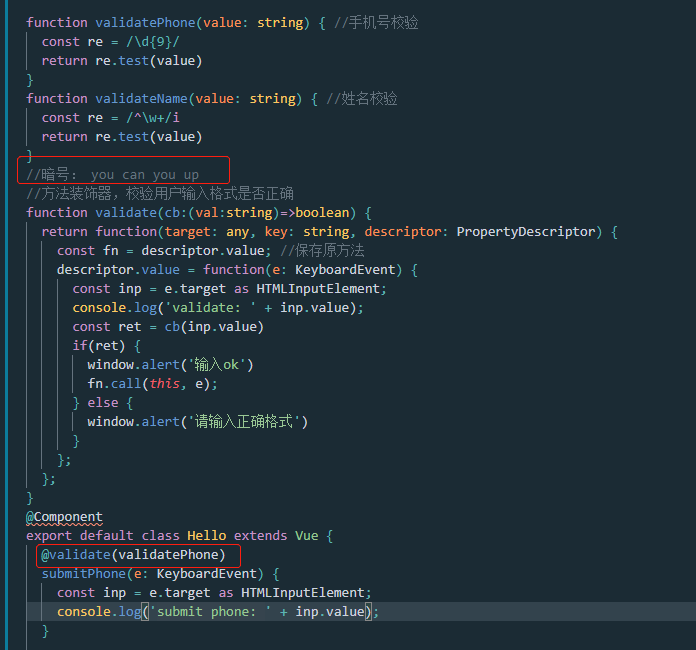 function validatePhone(value: string) { //手机号校验
const re = /\d{9}/
return re.test(value)
}
function validateName(value: string) { //姓名校验
const re = /^\w+/i
return re.test(value)
}
//暗号: you can you up
//方法装饰器，校验用户输入格式是否正确
function validate(cb:(val:string)=>boolean) {
return function(target: any, key: string, descriptor: PropertyDescriptor) {
const fn = descriptor.value; //保存原方法
descriptor.value = function(e: KeyboardEvent) {
const inp = e.target as HTMLInputElement;
console.log('validate: ' + inp.value);
const ret = cb(inp.value)
if(ret) {
window.alert('输入ok')
fn.call(this, e);
} else {
window.alert('请输入正确格式')
}
};
};
}
@Component
export default class Hello extends Vue {
@validate(validatePhone)
submitPhone(e: KeyboardEvent) {
const inp = e.target as HTMLInputElement;
console.log('submit phone: ' + inp.value);
}